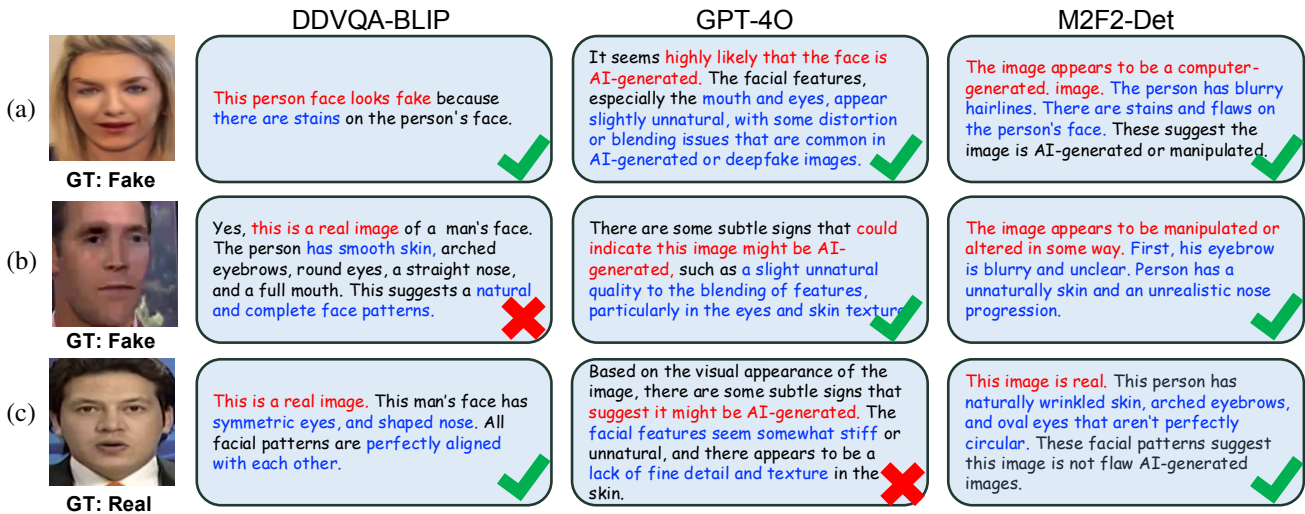 DDVQA-BLIP
GPT-4O
M2F2-Det
(a)
GT: Fake
This person face looks fake because
there are stains on the person's face.
It seems highly likely that the face is
AI-generated. The facial features,
especially the mouth and eyes, appear
slightly unnatural, with some distortion
or blending issues that are common in
AI-generated or deepfake images.
The image appears to be a computer-
generated. image. The person has blurry
hairlines. There are stains and flaws on
the person's face. These suggest the
image is AI-generated or manipulated.
(b)
GT: Fake
Yes, this is a real image of a man's face.
The person has smooth skin, arched
eyebrows, round eyes, a straight nose,
and a full mouth. This suggests a natural
and complete face patterns.
There are some subtle signs that could
indicate this image might be AI-
generated, such as a slight unnatural
quality to the blending of features,
particularly in the eyes and skin texture
The image appears to be manipulated or
altered in some way. First, his eyebrow
is blurry and unclear. Person has a
unnaturally skin and an unrealistic nose
progression.
(c)
GT: Real
This is a real image. This man's face has
symmetric eyes, and shaped nose. All
facial patterns are perfectly aligned
with each other.
Based on the visual appearance of the
image, there are some subtle signs that
suggest it might be AI-generated. The
facial features seem somewhat stiff or
unnatural, and there appears to be a
lack of fine detail and texture in the
skin.
This image is real. This person has
naturally wrinkled skin, arched eyebrows,
and oval eyes that aren't perfectly
circular. These facial patterns suggest
this image is not flaw AI-generated
images.